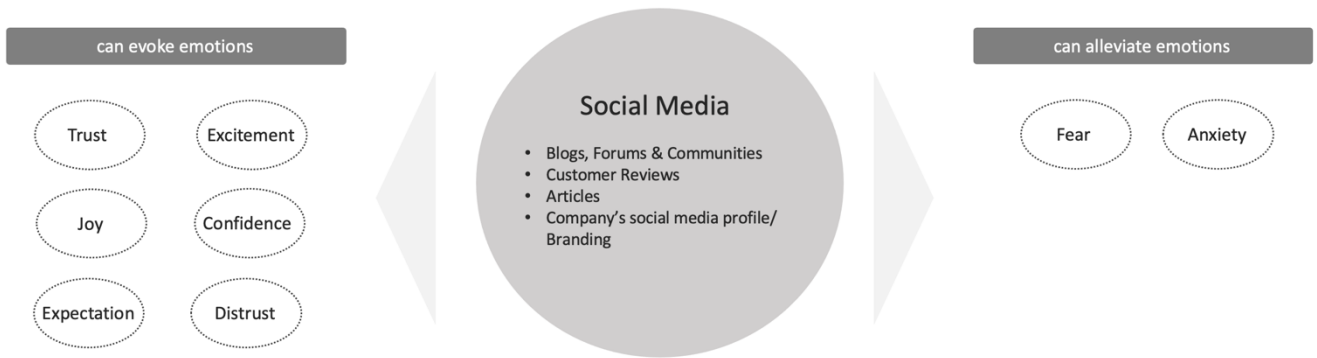 can evoke emotions
Trust
Excitement
Joy
Confidence
Expectation
Distrust
Social Media
• Blogs, Forums & Communities
• Customer Reviews
• Articles
• Company’s social media profile/
Branding
can alleviate emotions
Fear
Anxiety